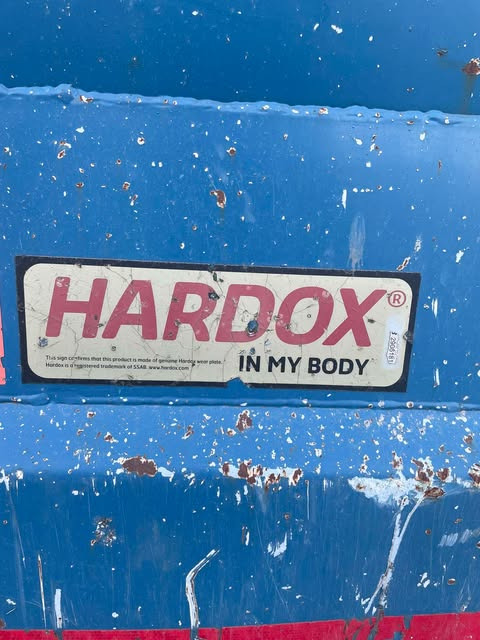 HARDOX®
IN MY BODY
This sign confirms that this product is made of genuine Hardox wear plate.
Hardox is a registered trademark of SSAB. www.hardox.com